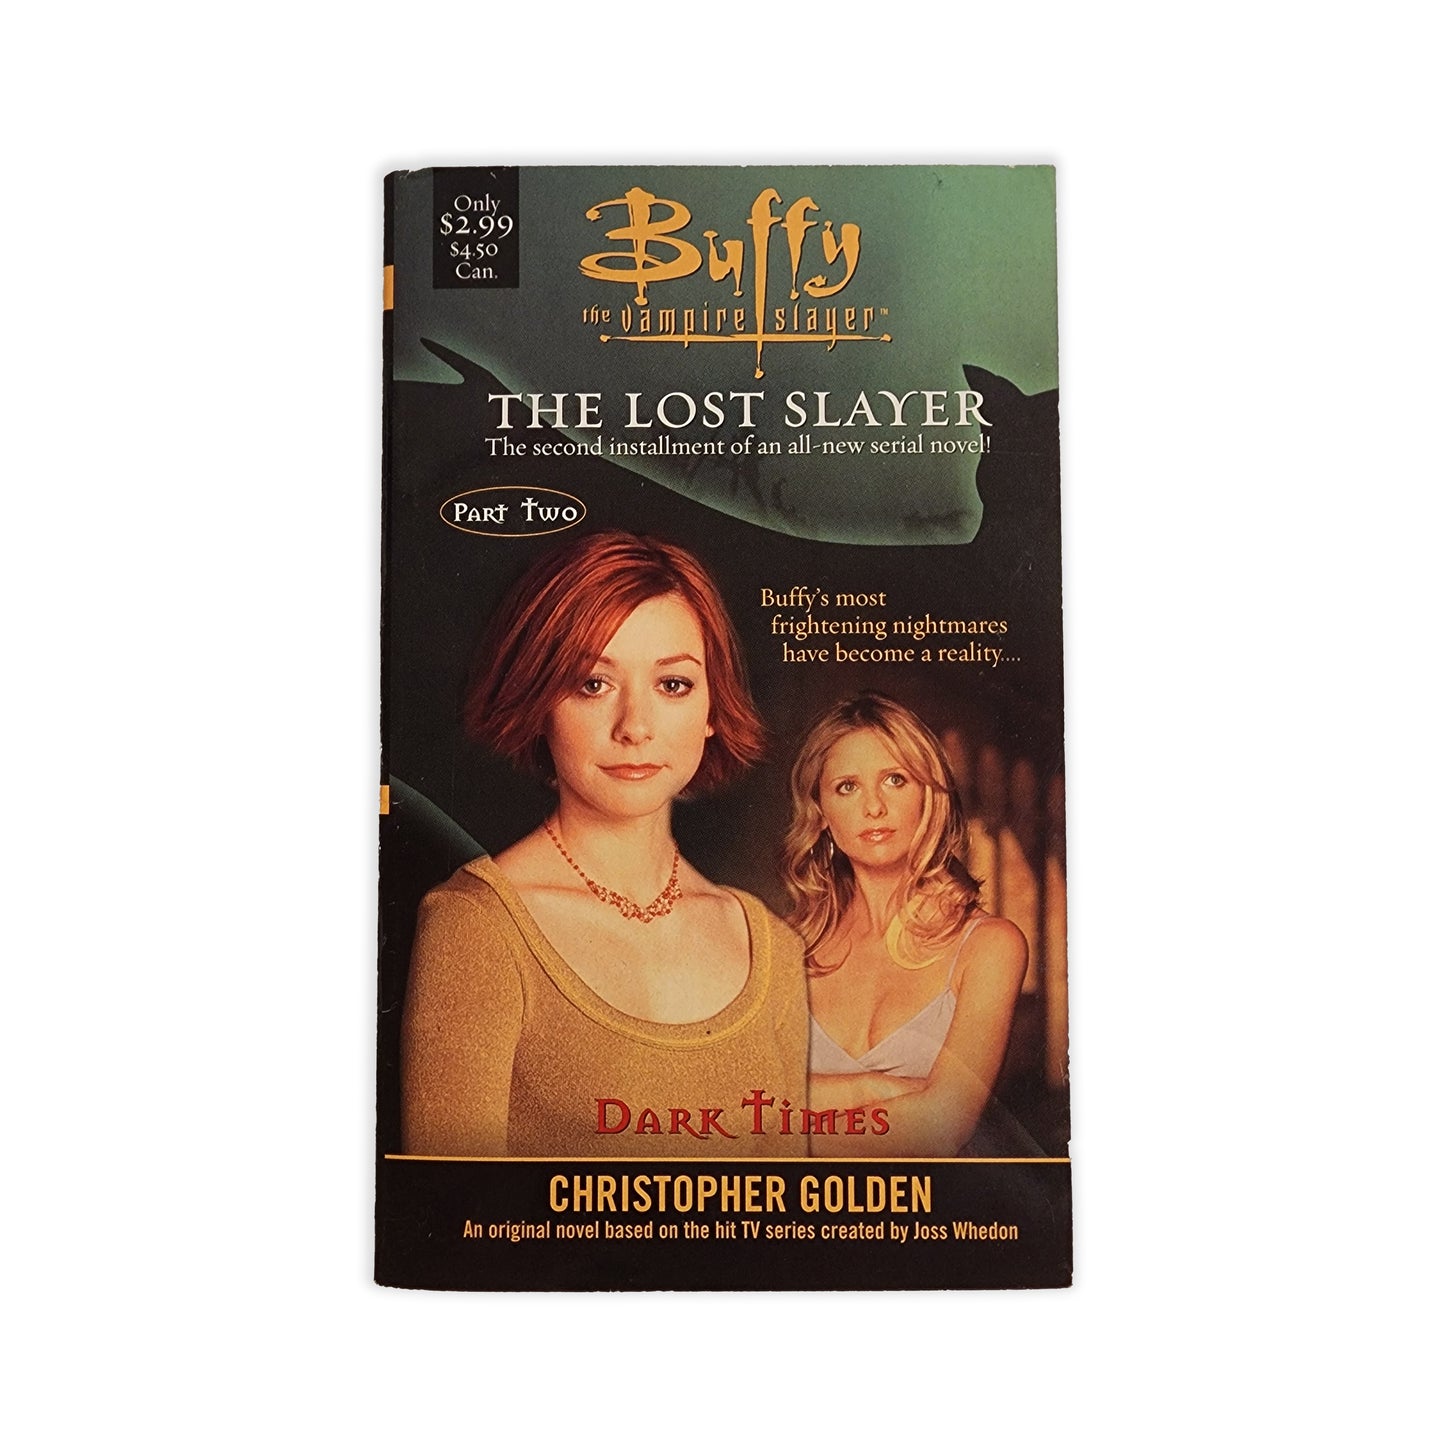 Only
$2.99
$4.50
Can.
Buffy
the vampire slayer™
THE LOST SLAYER
The second installment of an all-new serial novel!
PART TWO
Buffy's most
frightening nightmares
have become a reality....
DARK TIMES
CHRISTOPHER GOLDEN
An original novel based on the hit TV series created by Joss Whedon